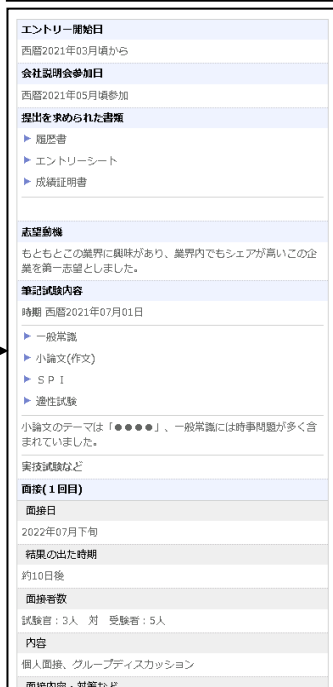 エントリー開始日
西暦2021年03月頃から
会社説明会参加日
西暦2021年05月頃参加
提出を求められた書類
履歴書
エントリーシート
成績証明書
志望動機
もともとこの業界に興味があり、業界内でもシェアが高いこの企
業を第一志望としました。
筆記試験内容
時期 西暦2021年07月01日
一般常識
小論文(作文)
ＳＰＩ
適性試験
小論文のテーマは「●●●●」、一般常識には時事問題が多く含
まれていました。
実技試験など
面接(１回目)
面接日
2022年07月下旬
結果の出た時期
約10日後
面接者数
試験官：3人　対　受験者：5人
内容
個人面接、グループディスカッション
面接内容・対策など